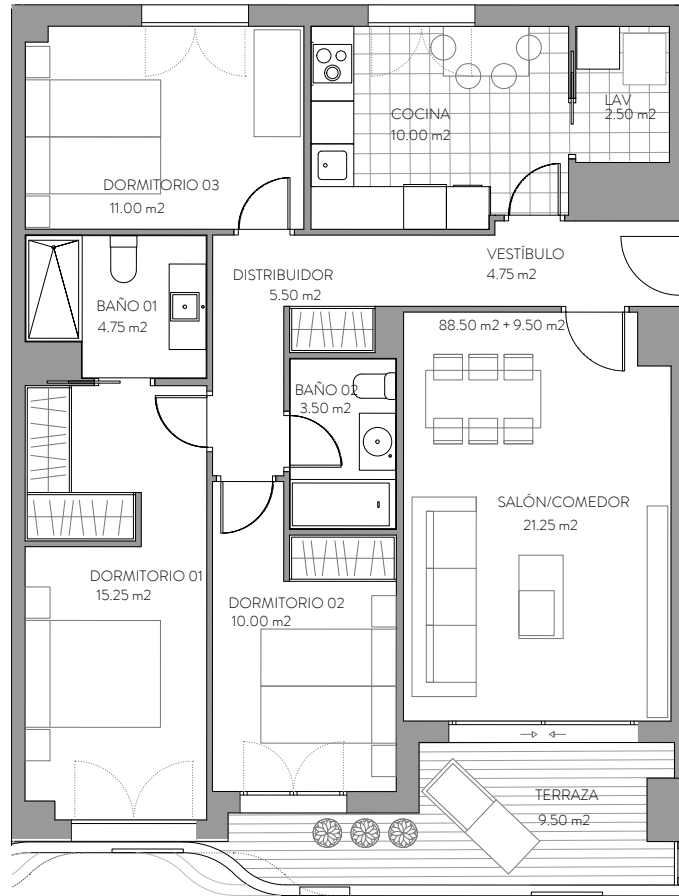 COCINA
10.00 m2
LAV
2.50 m2
DORMITORIO 03
11.00 m2
VESTÍBULO
4.75 m2
DISTRIBUIDOR
5.50 m2
BAÑO 01
4.75 m2
88.50 m2 + 9.50 m2
BAÑO 02
3.50 m2
SALÓN/COMEDOR
21.25 m2
DORMITORIO 01
15.25 m2
DORMITORIO 02
10.00 m2
TERRAZA
9.50 m2